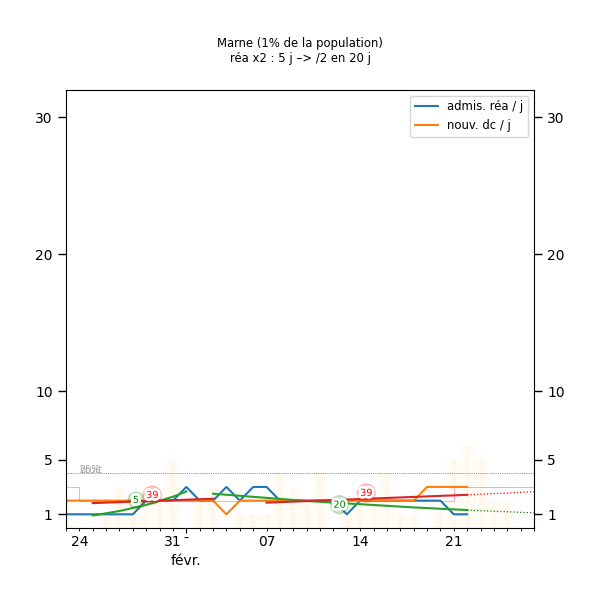 Marne (1% de la population)
réa x2 : 5 j –> /2 en 20 j
admis. réa / j
nouv. dc / j
30 30
20 20
10 10
5 5
1 1
5 39 20 39
24 31 - 07 14 21
févr.